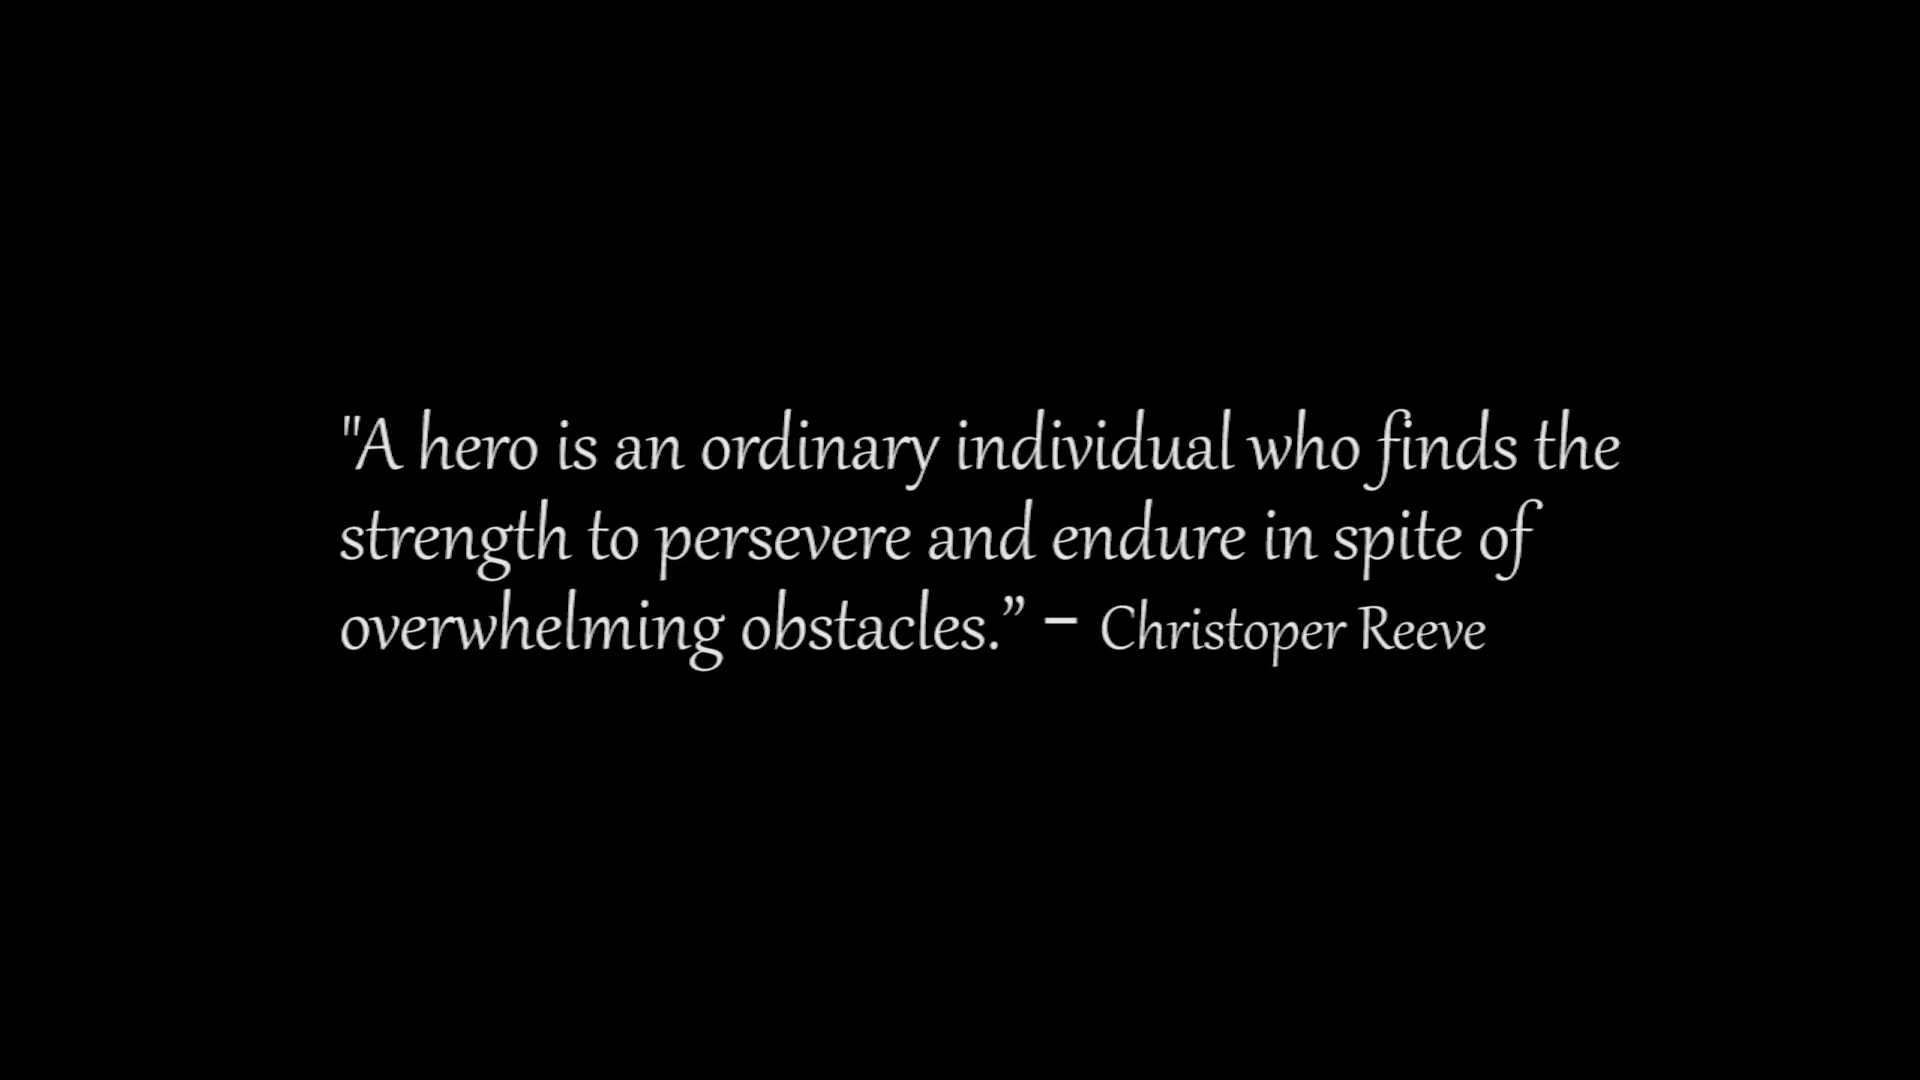 "A hero is an ordinary individual who finds the
strength to persevere and endure in spite of
overwhelming obstacles.” – Christoper Reeve